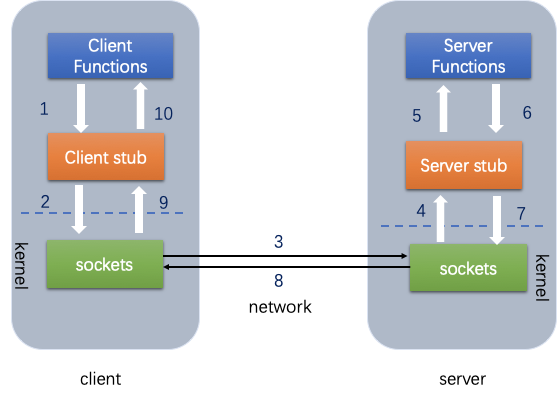 Client
Functions
Server
Functions
1
10
5
6
Client stub
Server stub
2
9
4
7
kernel
sockets
3
8
network
sockets
kernel
client
server